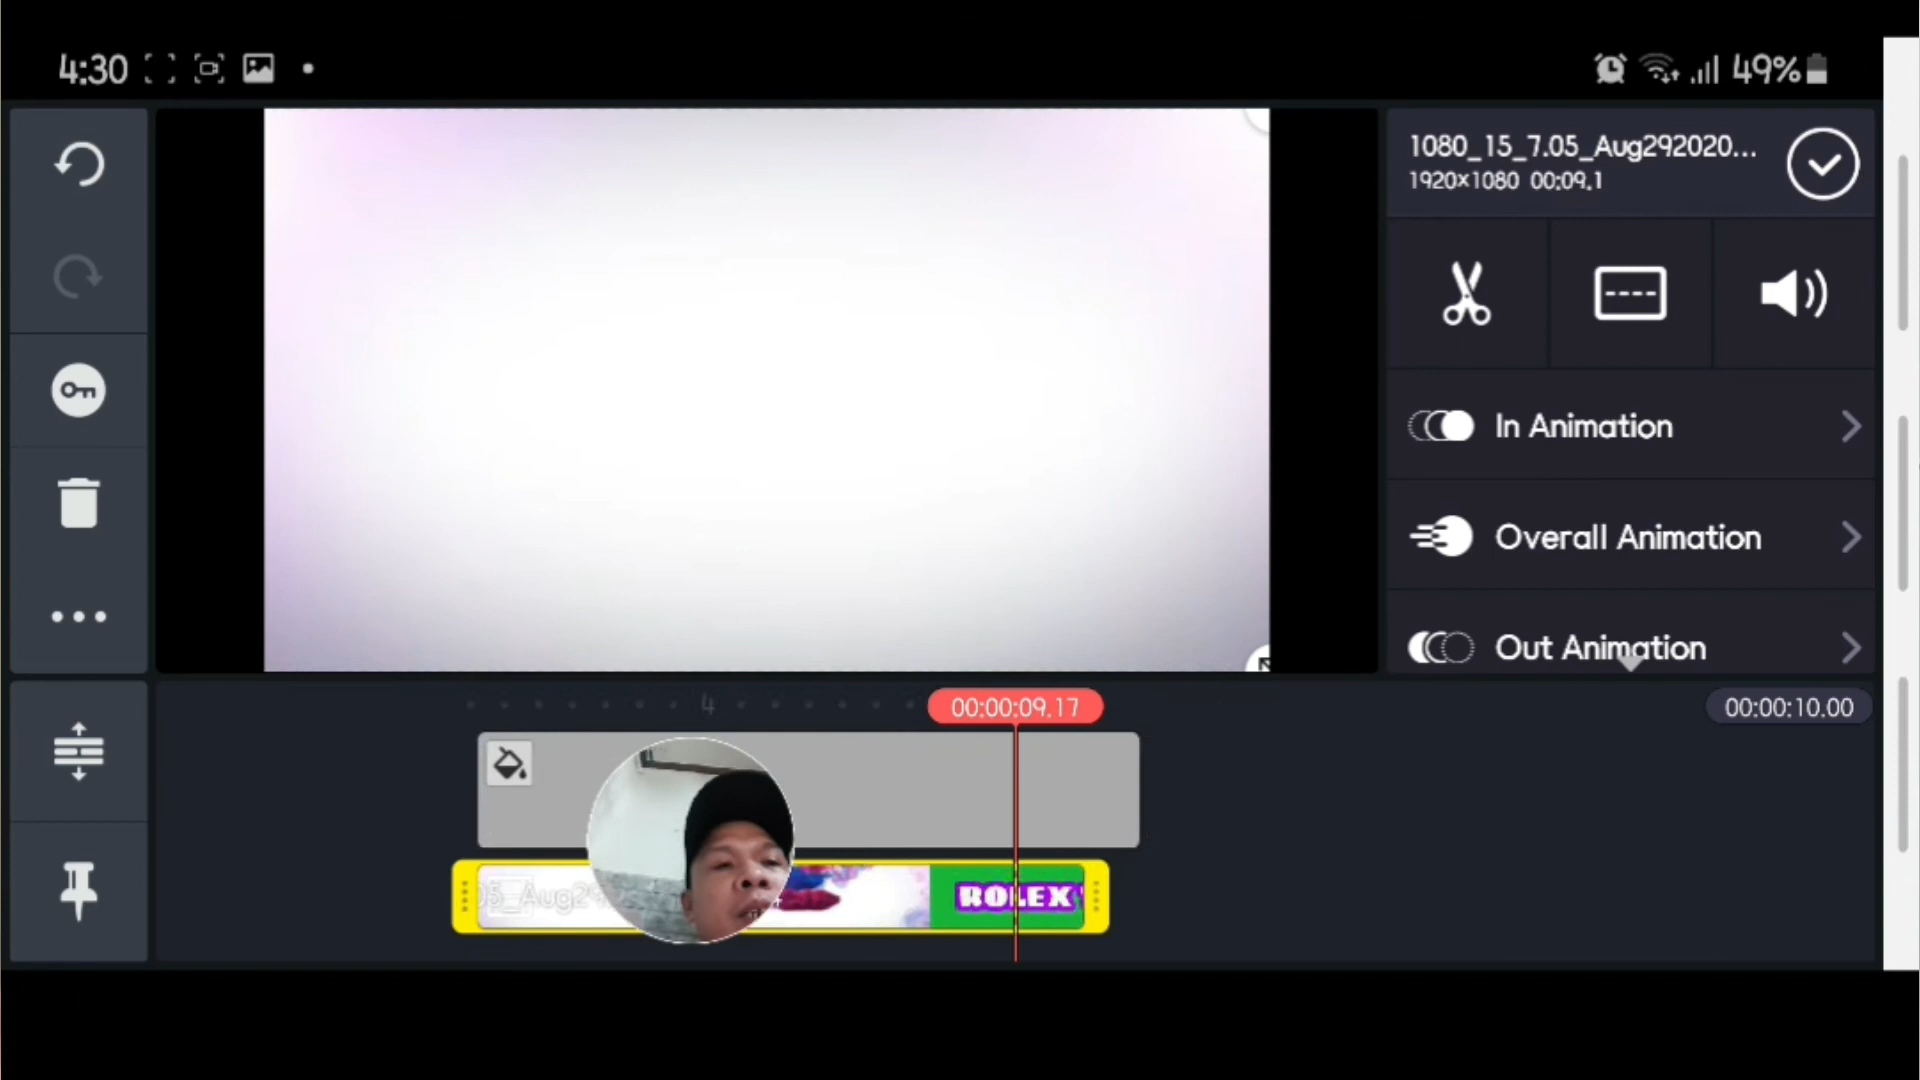 4:30
49%
1080_15_7.05_Aug292020...
1920×1080 00:09.1
In Animation
Overall Animation
Out Animation
4
00:00:09.17
00:00:10.00
05_Aug2
ROLEX